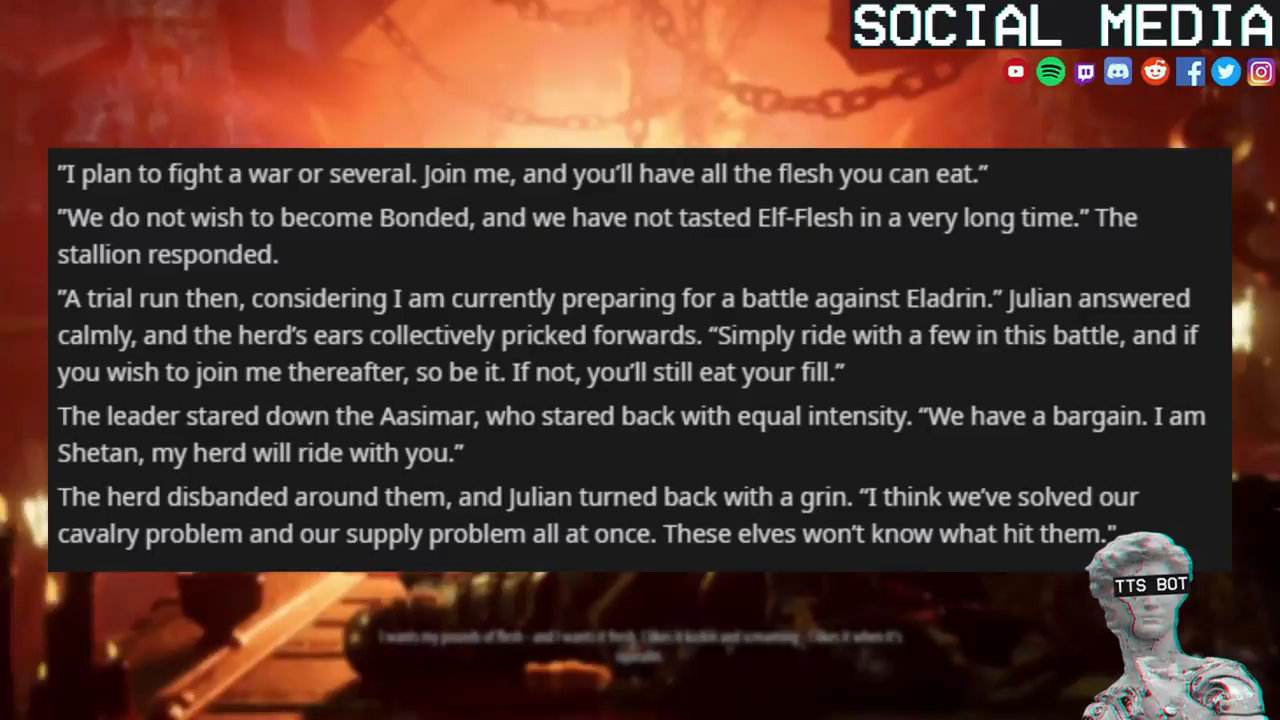 SOCIAL MEDIA
"I plan to fight a war or several. Join me, and you'll have all the flesh you can eat."
"We do not wish to become Bonded, and we have not tasted Elf-Flesh in a very long time." The
stallion responded.
"A trial run then, considering I am currently preparing for a battle against Eladrin." Julian answered
calmly, and the herd's ears collectively pricked forwards. "Simply ride with a few in this battle, and if
you wish to join me thereafter, so be it. If not, you'll still eat your fill."
The leader stared down the Aasimar, who stared back with equal intensity. "We have a bargain. I am
Shetan, my herd will ride with you."
The herd disbanded around them, and Julian turned back with a grin. "I think we've solved our
cavalry problem and our supply problem all at once. These elves won't know what hit them."
TTS BOT